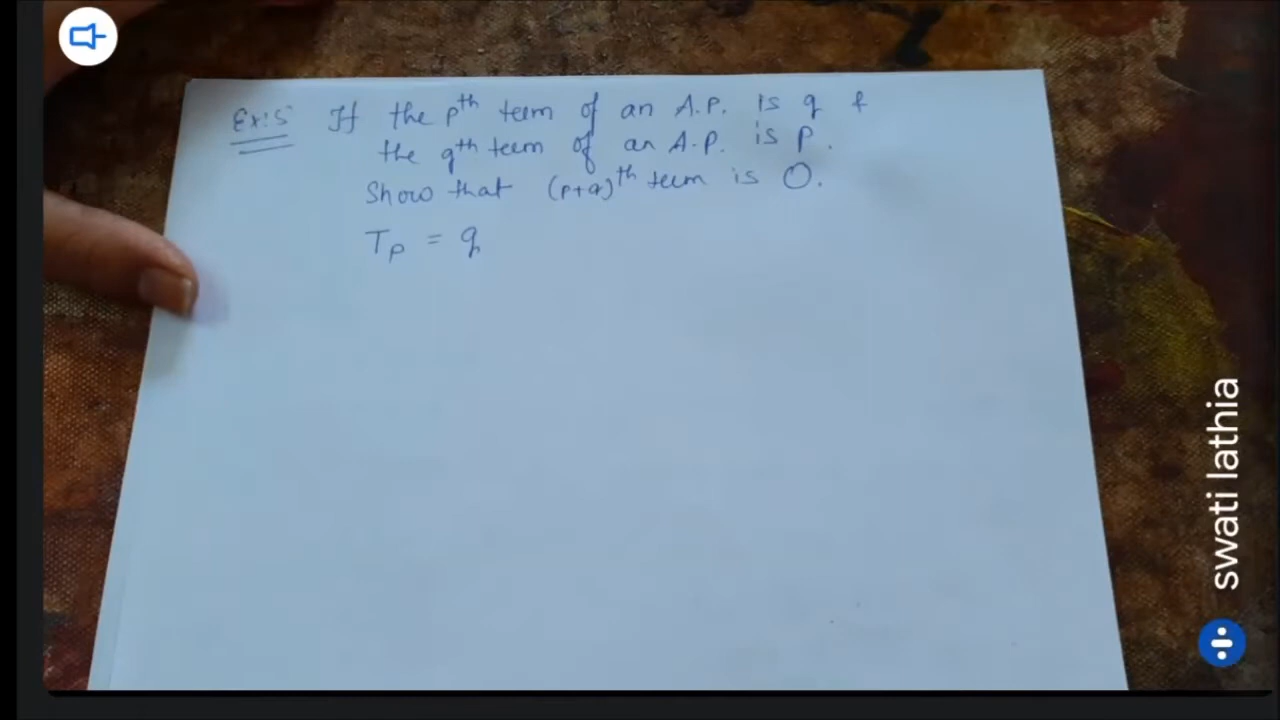 Ex:5 If the pth term of an A.P. is q &
the qth term of an A.P. is p.
Show that (p+q)th term is 0.
Tp = q
swati lathia